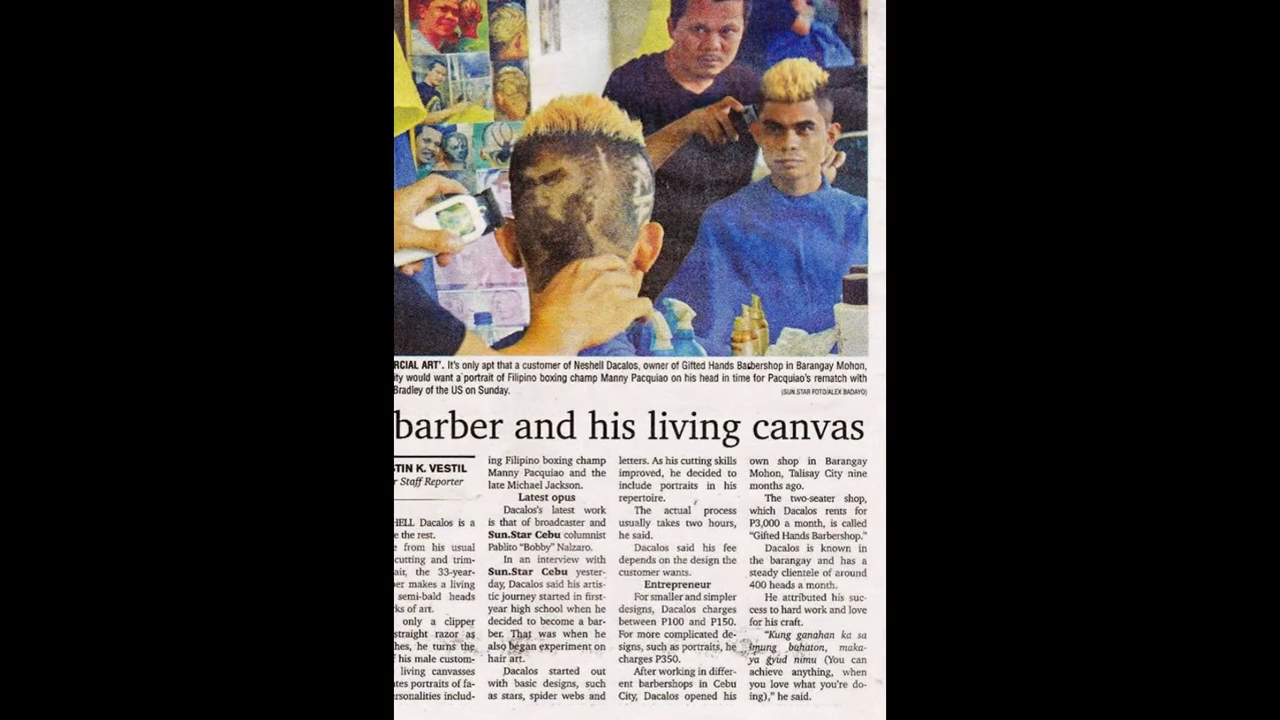 RCIAL ART'. It's only apt that a customer of Neshell Dacalos, owner of Gifted Hands Barbershop in Barangay Mohon,
ity would want a portrait of Filipino boxing champ Manny Pacquiao on his head in time for Pacquiao's rematch with
Bradley of the US on Sunday.
(SUN.STAR FOTO/ALEX BADAYO)
barber and his living canvas
TIN K. VESTIL
r Staff Reporter
HELL Dacalos is a
e the rest.
e from his usual
cutting and trim-
air, the 33-year-
er makes a living
semi-bald heads
ks of art.
only a clipper
straight razor as
hes, he turns the
f his male custom-
living canvasses
ates portraits of fa-
rsonalities includ-
ing Filipino boxing champ
Manny Pacquiao and the
late Michael Jackson.
Latest opus
Dacalos's latest work
is that of broadcaster and
Sun.Star Cebu columnist
Pablito "Bobby" Nalzaro.
In an interview with
Sun.Star Cebu yester-
day, Dacalos said his artis-
tic journey started in first-
year high school when he
decided to become a bar-
ber. That was when he
also began experiment on
hair art.
Dacalos started out
with basic designs, such
as stars, spider webs and
letters. As his cutting skills
improved, he decided to
include portraits in his
repertoire.
The actual process
usually takes two hours,
he said.
Dacalos said his fee
depends on the design the
customer wants.
Entrepreneur
For smaller and simpler
designs, Dacalos charges
between P100 and P150.
For more complicated de-
signs, such as portraits, he
charges P350.
After working in differ-
ent barbershops in Cebu
City, Dacalos opened his
own shop in Barangay
Mohon, Talisay City nine
months ago.
The two-seater shop,
which Dacalos rents for
P3,000 a month, is called
"Gifted Hands Barbershop."
Dacalos is known in
the barangay and has a
steady clientele of around
400 heads a month.
He attributed his suc-
cess to hard work and love
for his craft.
"Kung ganahan ka sa
imung buhaton, maka-
ya gyud nimu (You can
achieve anything, when
you love what you're do-
ing)," he said.